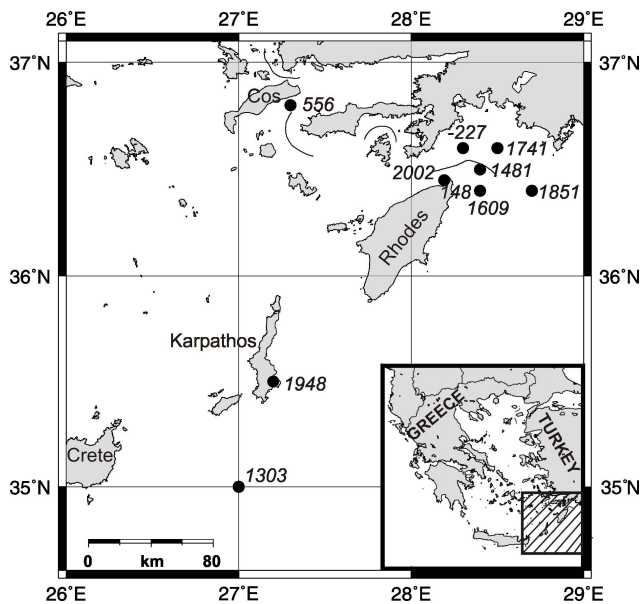 26°E 27°E 28°E 29°E
37°N 37°N
Cos 556
-227 1741
2002 1481
148 1851
1609
Rhodes
36°N 36°N
Karpathos
1948
GREECE
TURKEY
Crete
1303
35°N 35°N
0 km 80
26°E 27°E 28°E 29°E